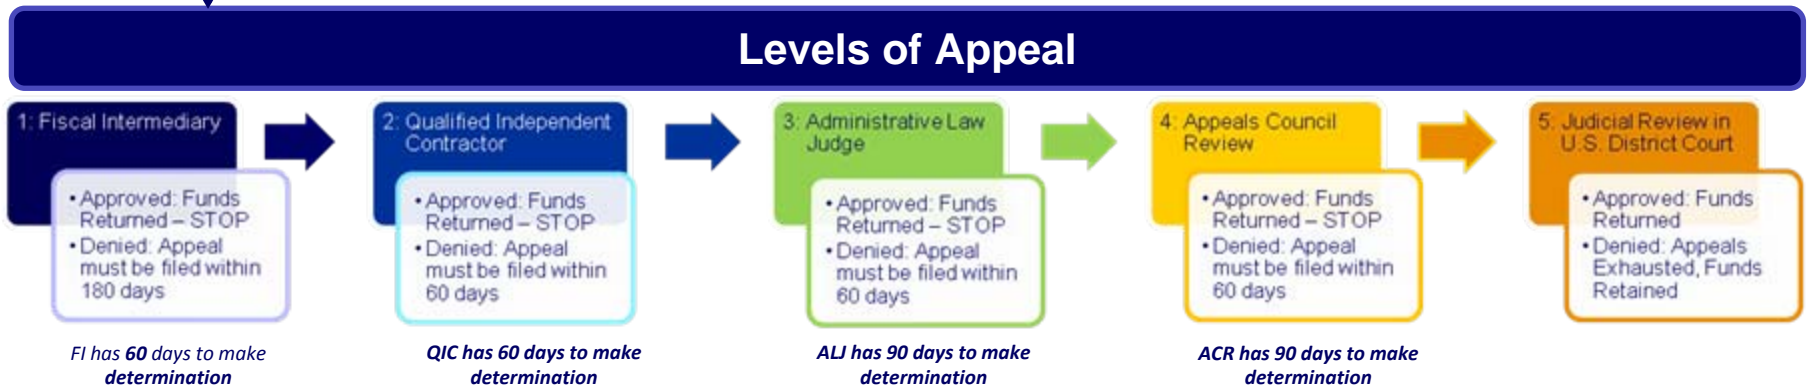 Levels of Appeal
1: Fiscal Intermediary
• Approved: Funds
Returned – STOP
• Denied: Appeal
must be filed within
180 days
FI has 60 days to make
determination
2: Qualified Independent
Contractor
• Approved: Funds
Returned – STOP
• Denied: Appeal
must be filed within
60 days
QIC has 60 days to make
determination
3: Administrative Law
Judge
• Approved: Funds
Returned – STOP
• Denied: Appeal
must be filed within
60 days
ALJ has 90 days to make
determination
4: Appeals Council
Review
• Approved: Funds
Returned – STOP
• Denied: Appeal
must be filed within
60 days
ACR has 90 days to make
determination
5: Judicial Review in
U.S. District Court
• Approved: Funds
Returned
• Denied: Appeals
Exhausted, Funds
Retained